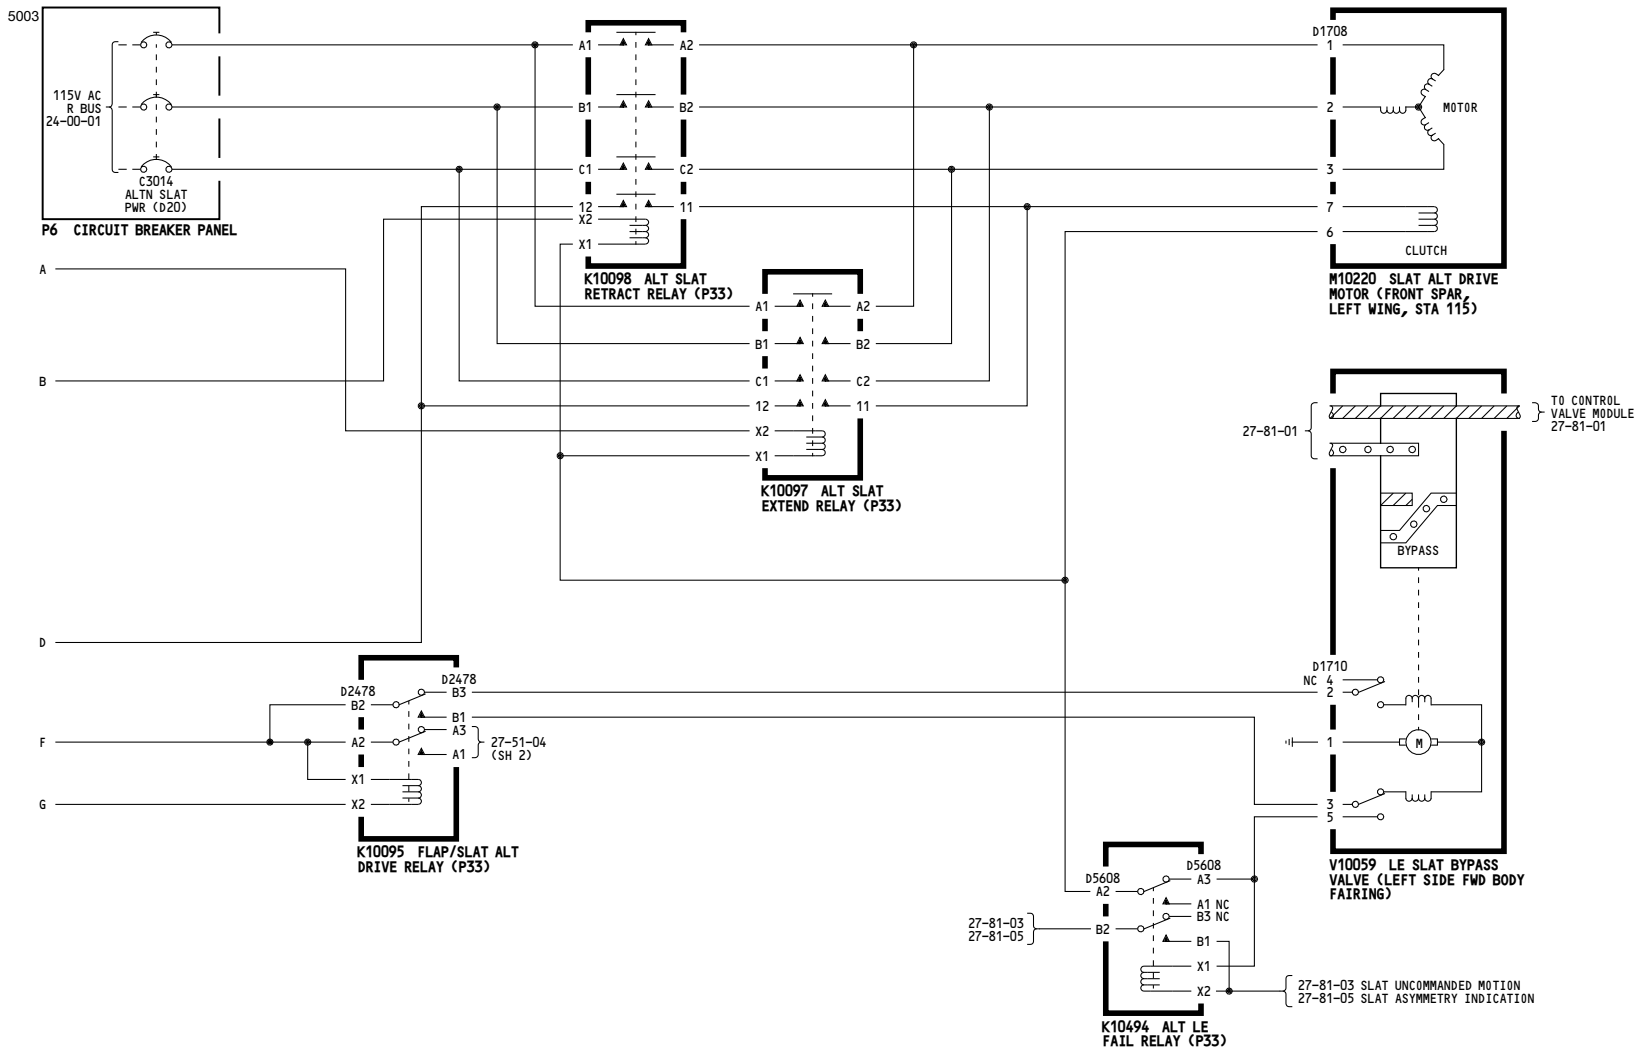 5003
115V AC
R BUS
24-00-01
C3014
ALTN SLAT
PWR (D20)
P6 CIRCUIT BREAKER PANEL
A1
A2
B1
B2
C1
C2
12
11
X2
X1
K10098 ALT SLAT
RETRACT RELAY (P33)
D1708
1
2
3
7
6
MOTOR
CLUTCH
M10220 SLAT ALT DRIVE
MOTOR (FRONT SPAR,
LEFT WING, STA 115)
A
B
D
F
G
A1
A2
B1
B2
C1
C2
12
11
X2
X1
K10097 ALT SLAT
EXTEND RELAY (P33)
27-81-01
TO CONTROL
VALVE MODULE
27-81-01
BYPASS
D1710
NC 4
2
1
M
3
5
V10059 LE SLAT BYPASS
VALVE (LEFT SIDE FWD BODY
FAIRING)
D2478
D2478
B2
B3
B1
A2
A3
A1
27-51-04
(SH 2)
X1
X2
K10095 FLAP/SLAT ALT
DRIVE RELAY (P33)
D5608
D5608
A2
A3
A1 NC
B3 NC
27-81-03
27-81-05
B2
B1
X1
X2
27-81-03 SLAT UNCOMMANDED MOTION
27-81-05 SLAT ASYMMETRY INDICATION
K10494 ALT LE
FAIL RELAY (P33)